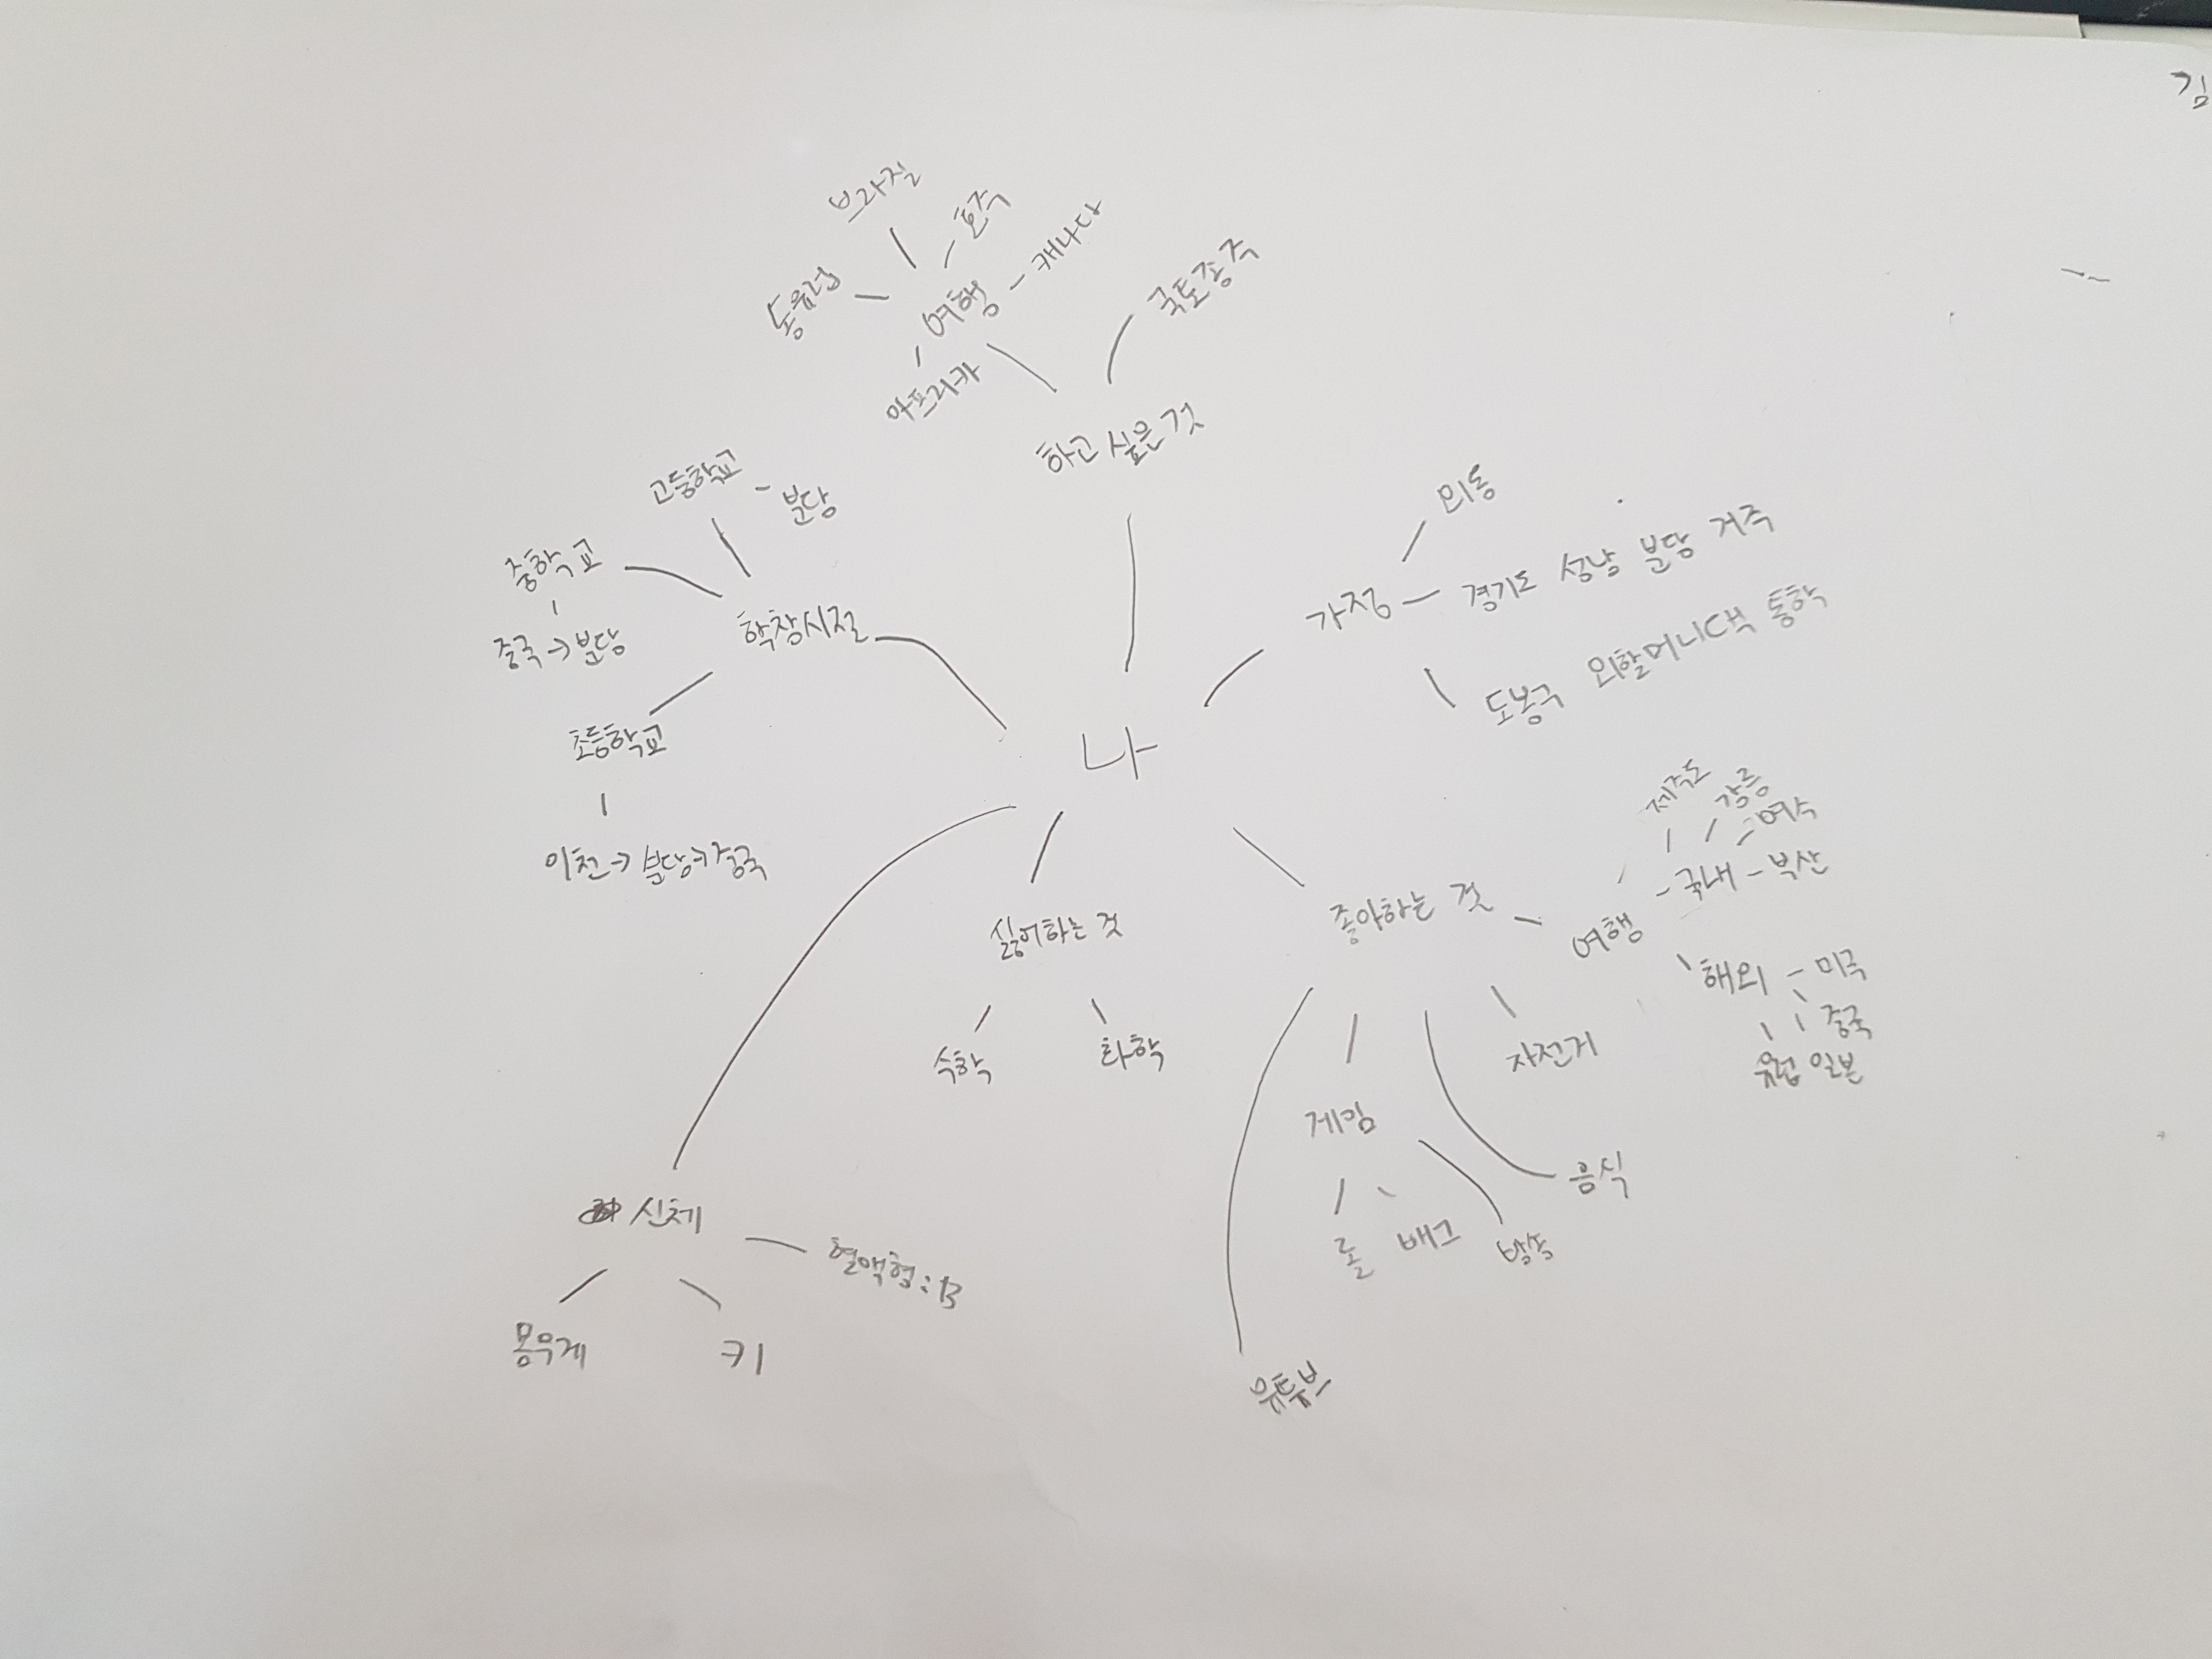 김
브라질
호주
캐나다
동유럽
여행
아프리카
국토종주
하고 싶은 것
고등학교
분당
중학교
중국→분당
학창시절
초등학교
이천→분당→중국
외동
가정
경기도 성남 분당 거주
도봉구 외할머니댁 통학
나
제주도
강릉
여수
국내
부산
좋아하는 것
여행
해외
미국
중국
유럽
일본
자전거
게임
음식
롤
배그
방송
유튜브
싫어하는 것
수학
화학
신체
혈액형:B
몸무게
키